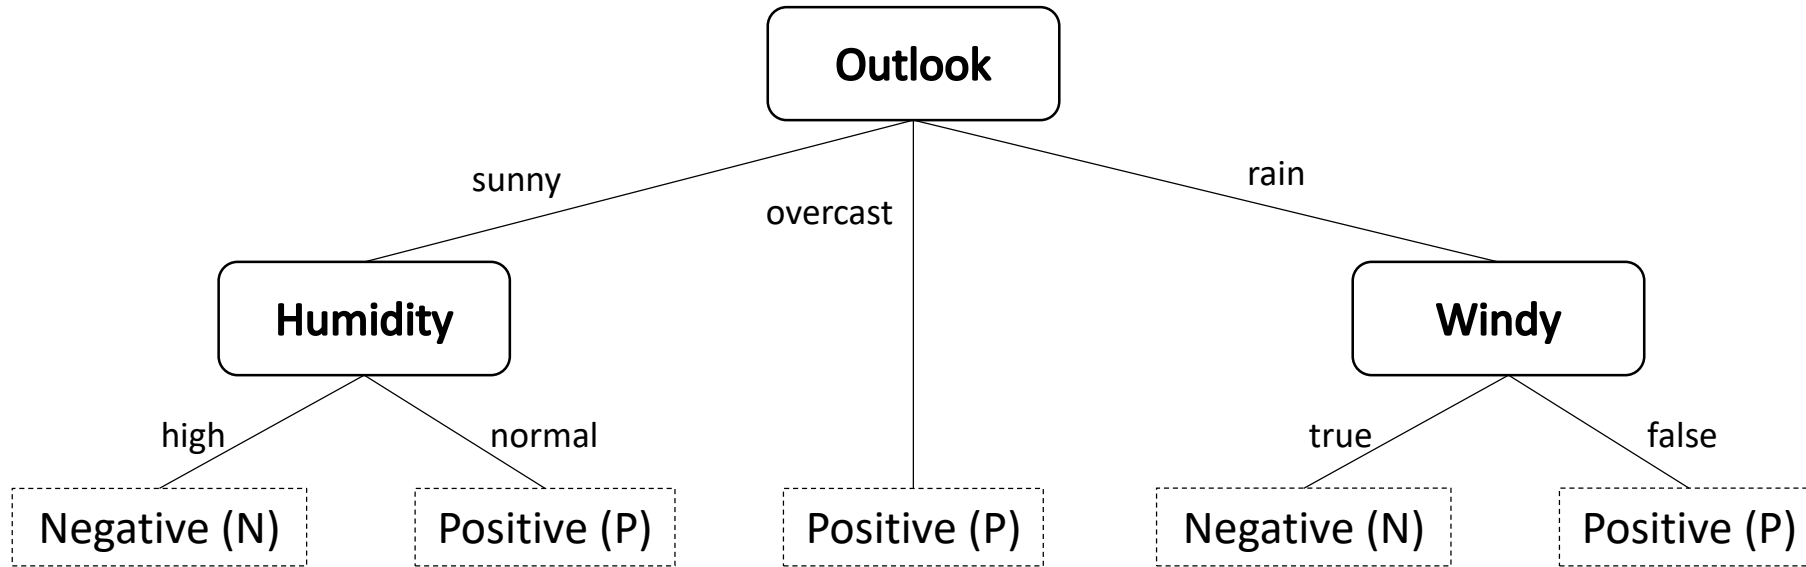 Outlook
sunny
overcast
rain
Humidity
Windy
high
normal
true
false
Negative (N)
Positive (P)
Positive (P)
Negative (N)
Positive (P)